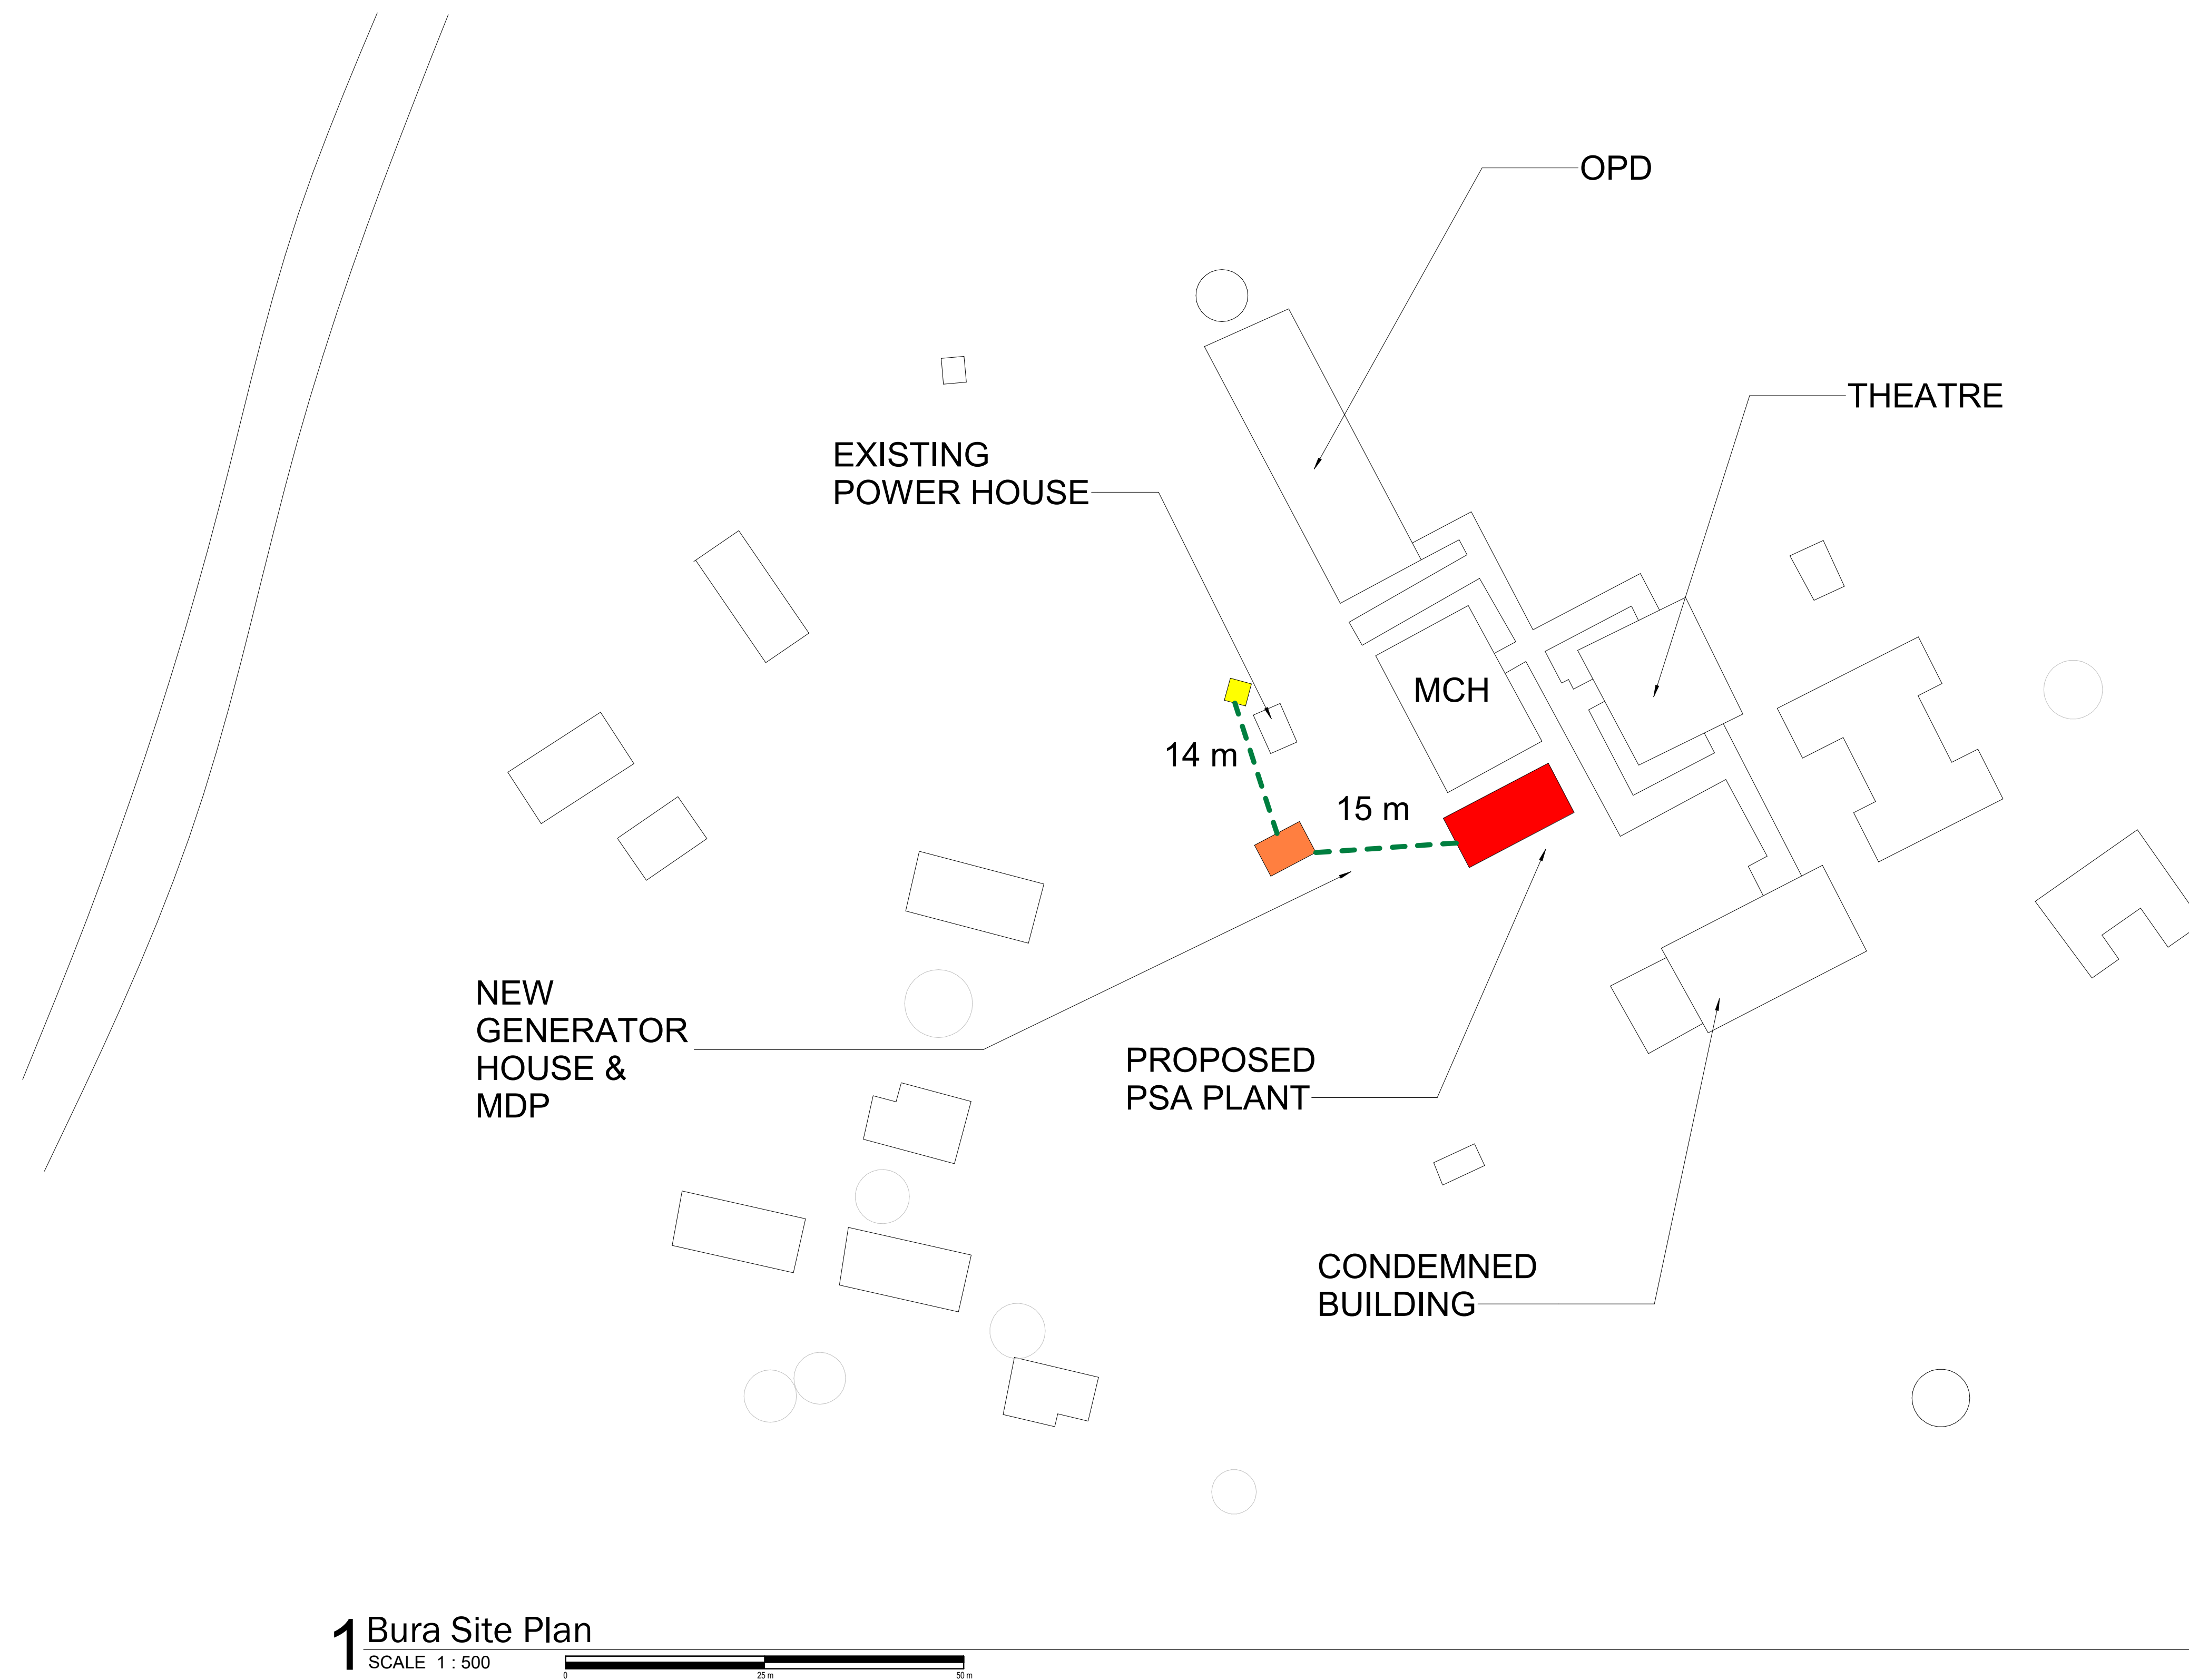 OPD
THEATRE
EXISTING
POWER HOUSE
MCH
14 m
15 m
NEW
GENERATOR
HOUSE &
MDP
PROPOSED
PSA PLANT
CONDEMNED
BUILDING
1 Bura Site Plan
SCALE 1 : 500
0 25 m 50 m